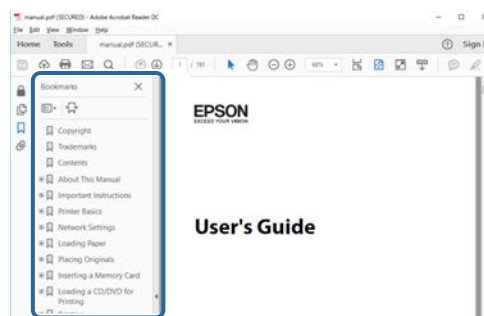 manual.pdf (SECURED) - Adobe Acrobat Reader DC
File Edit View Window Help
Home Tools manual.pdf (SECUR... × Sign
1 / 191
Bookmarks
Copyright
Trademarks
Contents
About This Manual
Important Instructions
Printer Basics
Network Settings
Loading Paper
Placing Originals
Inserting a Memory Card
Loading a CD/DVD for
Printing
EPSON
EXCEED YOUR VISION
User's Guide